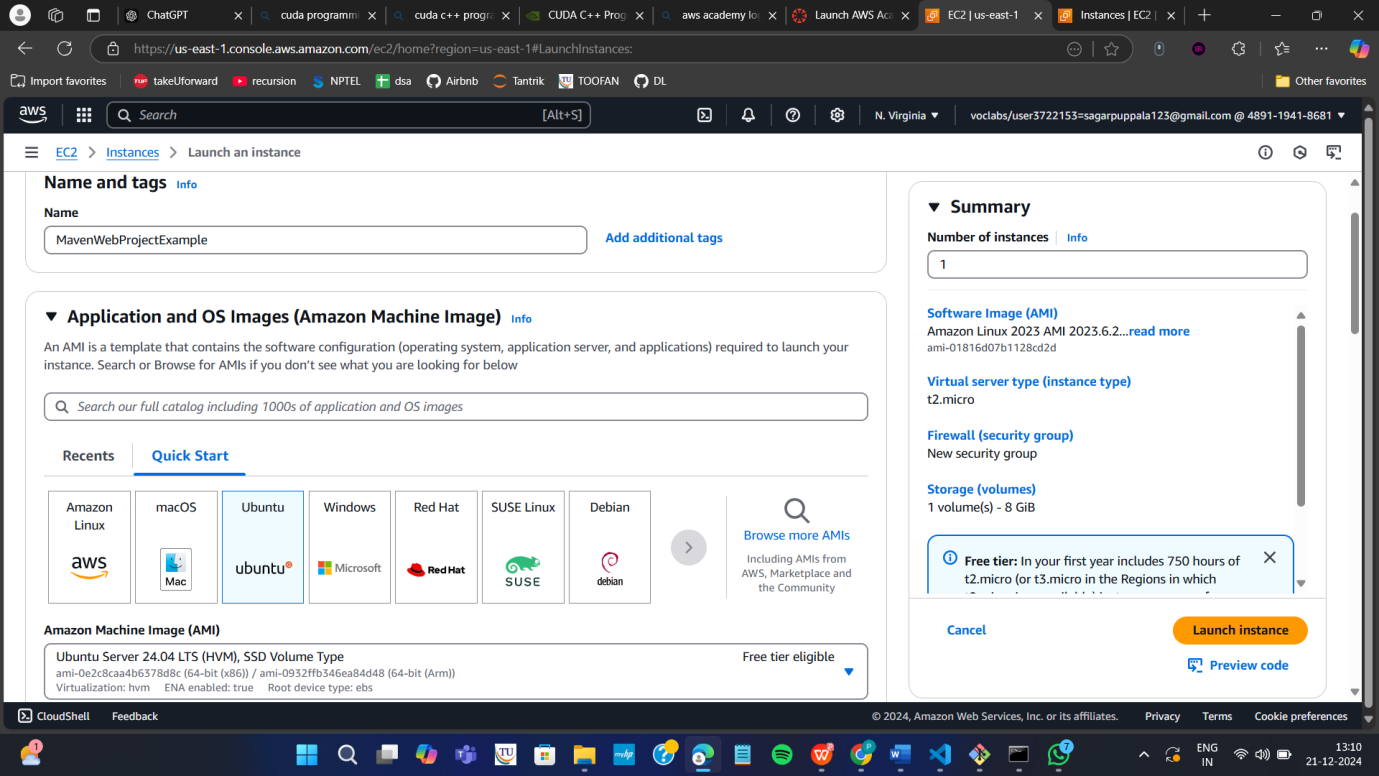 ChatGPT
cuda programmi
cuda c++ progra
CUDA C++ Prog
aws academy log
Launch AWS Aca
EC2 | us-east-1
Instances | EC2 |
https://us-east-1.console.aws.amazon.com/ec2/home?region=us-east-1#LaunchInstances:
Import favorites
takeUforward
recursion
NPTEL
dsa
Airbnb
Tantrik
TOOFAN
DL
Other favorites
aws
Search
[Alt+S]
N. Virginia
voclabs/user3722153=sagarpuppala123@gmail.com @ 4891-1941-8681
EC2
Instances
Launch an instance
Name and tags Info
Name
MavenWebProjectExample
Add additional tags
Application and OS Images (Amazon Machine Image) Info
An AMI is a template that contains the software configuration (operating system, application server, and applications) required to launch your
instance. Search or Browse for AMIs if you don't see what you are looking for below
Search our full catalog including 1000s of application and OS images
Recents
Quick Start
Amazon
Linux
aws
macOS
Mac
Ubuntu
ubuntu
Windows
Microsoft
Red Hat
Red Hat
SUSE Linux
SUSE
Debian
debian
Browse more AMIs
Including AMIs from
AWS, Marketplace and
the Community
Amazon Machine Image (AMI)
Ubuntu Server 24.04 LTS (HVM), SSD Volume Type
Free tier eligible
ami-0e2c8caa4b6378d8c (64-bit (x86)) / ami-0932ffb346ea84d48 (64-bit (Arm))
Virtualization: hvm ENA enabled: true Root device type: ebs
Summary
Number of instances Info
1
Software Image (AMI)
Amazon Linux 2023 AMI 2023.6.2...read more
ami-01816d07b1128cd2d
Virtual server type (instance type)
t2.micro
Firewall (security group)
New security group
Storage (volumes)
1 volume(s) - 8 GiB
Free tier: In your first year includes 750 hours of
t2.micro (or t3.micro in the Regions in which
Cancel
Launch instance
Preview code
CloudShell
Feedback
© 2024, Amazon Web Services, Inc. or its affiliates.
Privacy
Terms
Cookie preferences
1
TU
myhp
P
7
ENG
IN
13:10
21-12-2024